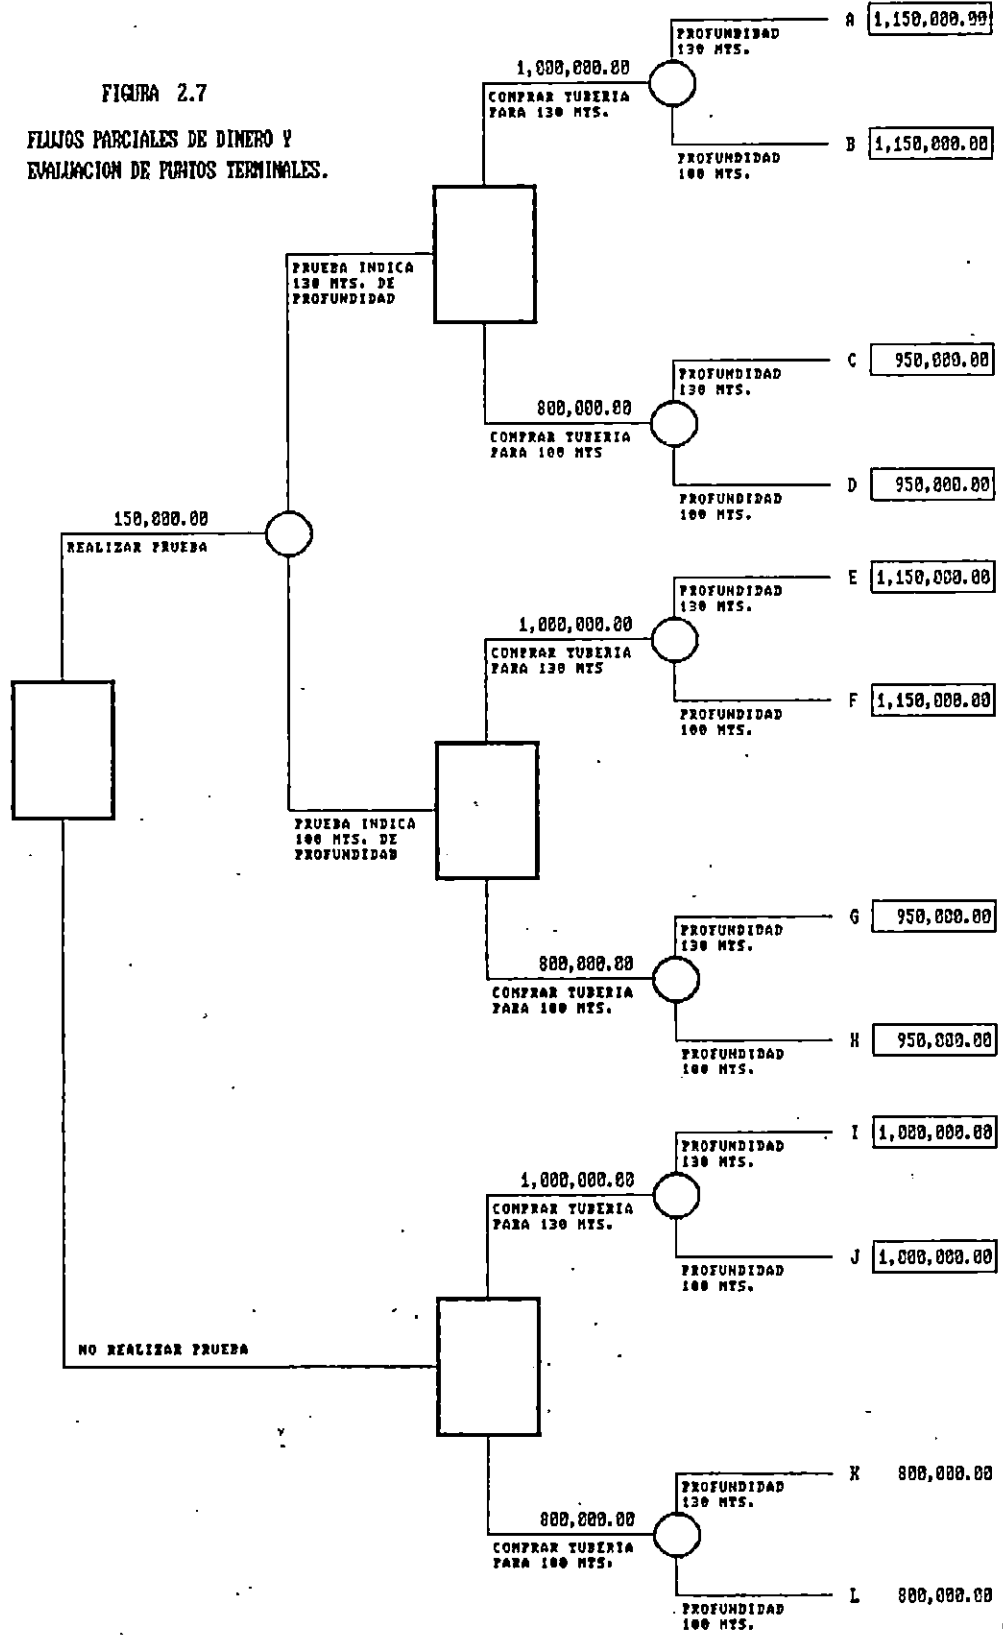 FIGURA 2.7
FLUJOS PARCIALES DE DINERO Y
EVALUACION DE PUNTOS TERMINALES.
A 1,150,000.00
PROFUNDIDAD
130 MTS.
1,000,000.00
COMPRAR TUBERIA
PARA 130 MTS.
B 1,150,000.00
PROFUNDIDAD
100 MTS.
PRUEBA INDICA
130 MTS. DE
PROFUNDIDAD
C 950,000.00
PROFUNDIDAD
130 MTS.
800,000.00
COMPRAR TUBERIA
PARA 100 MTS
D 950,000.00
PROFUNDIDAD
100 MTS.
150,000.00
REALIZAR PRUEBA
E 1,150,000.00
PROFUNDIDAD
130 MTS.
1,000,000.00
COMPRAR TUBERIA
PARA 130 MTS
F 1,150,000.00
PROFUNDIDAD
100 MTS.
PRUEBA INDICA
100 MTS. DE
PROFUNDIDAD
G 950,000.00
PROFUNDIDAD
130 MTS.
800,000.00
COMPRAR TUBERIA
PARA 100 MTS.
H 950,000.00
PROFUNDIDAD
100 MTS.
I 1,000,000.00
PROFUNDIDAD
130 MTS.
1,000,000.00
COMPRAR TUBERIA
PARA 130 MTS.
J 1,000,000.00
PROFUNDIDAD
100 MTS.
NO REALIZAR PRUEBA
K 800,000.00
PROFUNDIDAD
130 MTS.
800,000.00
COMPRAR TUBERIA
PARA 100 MTS.
L 800,000.00
PROFUNDIDAD
100 MTS.